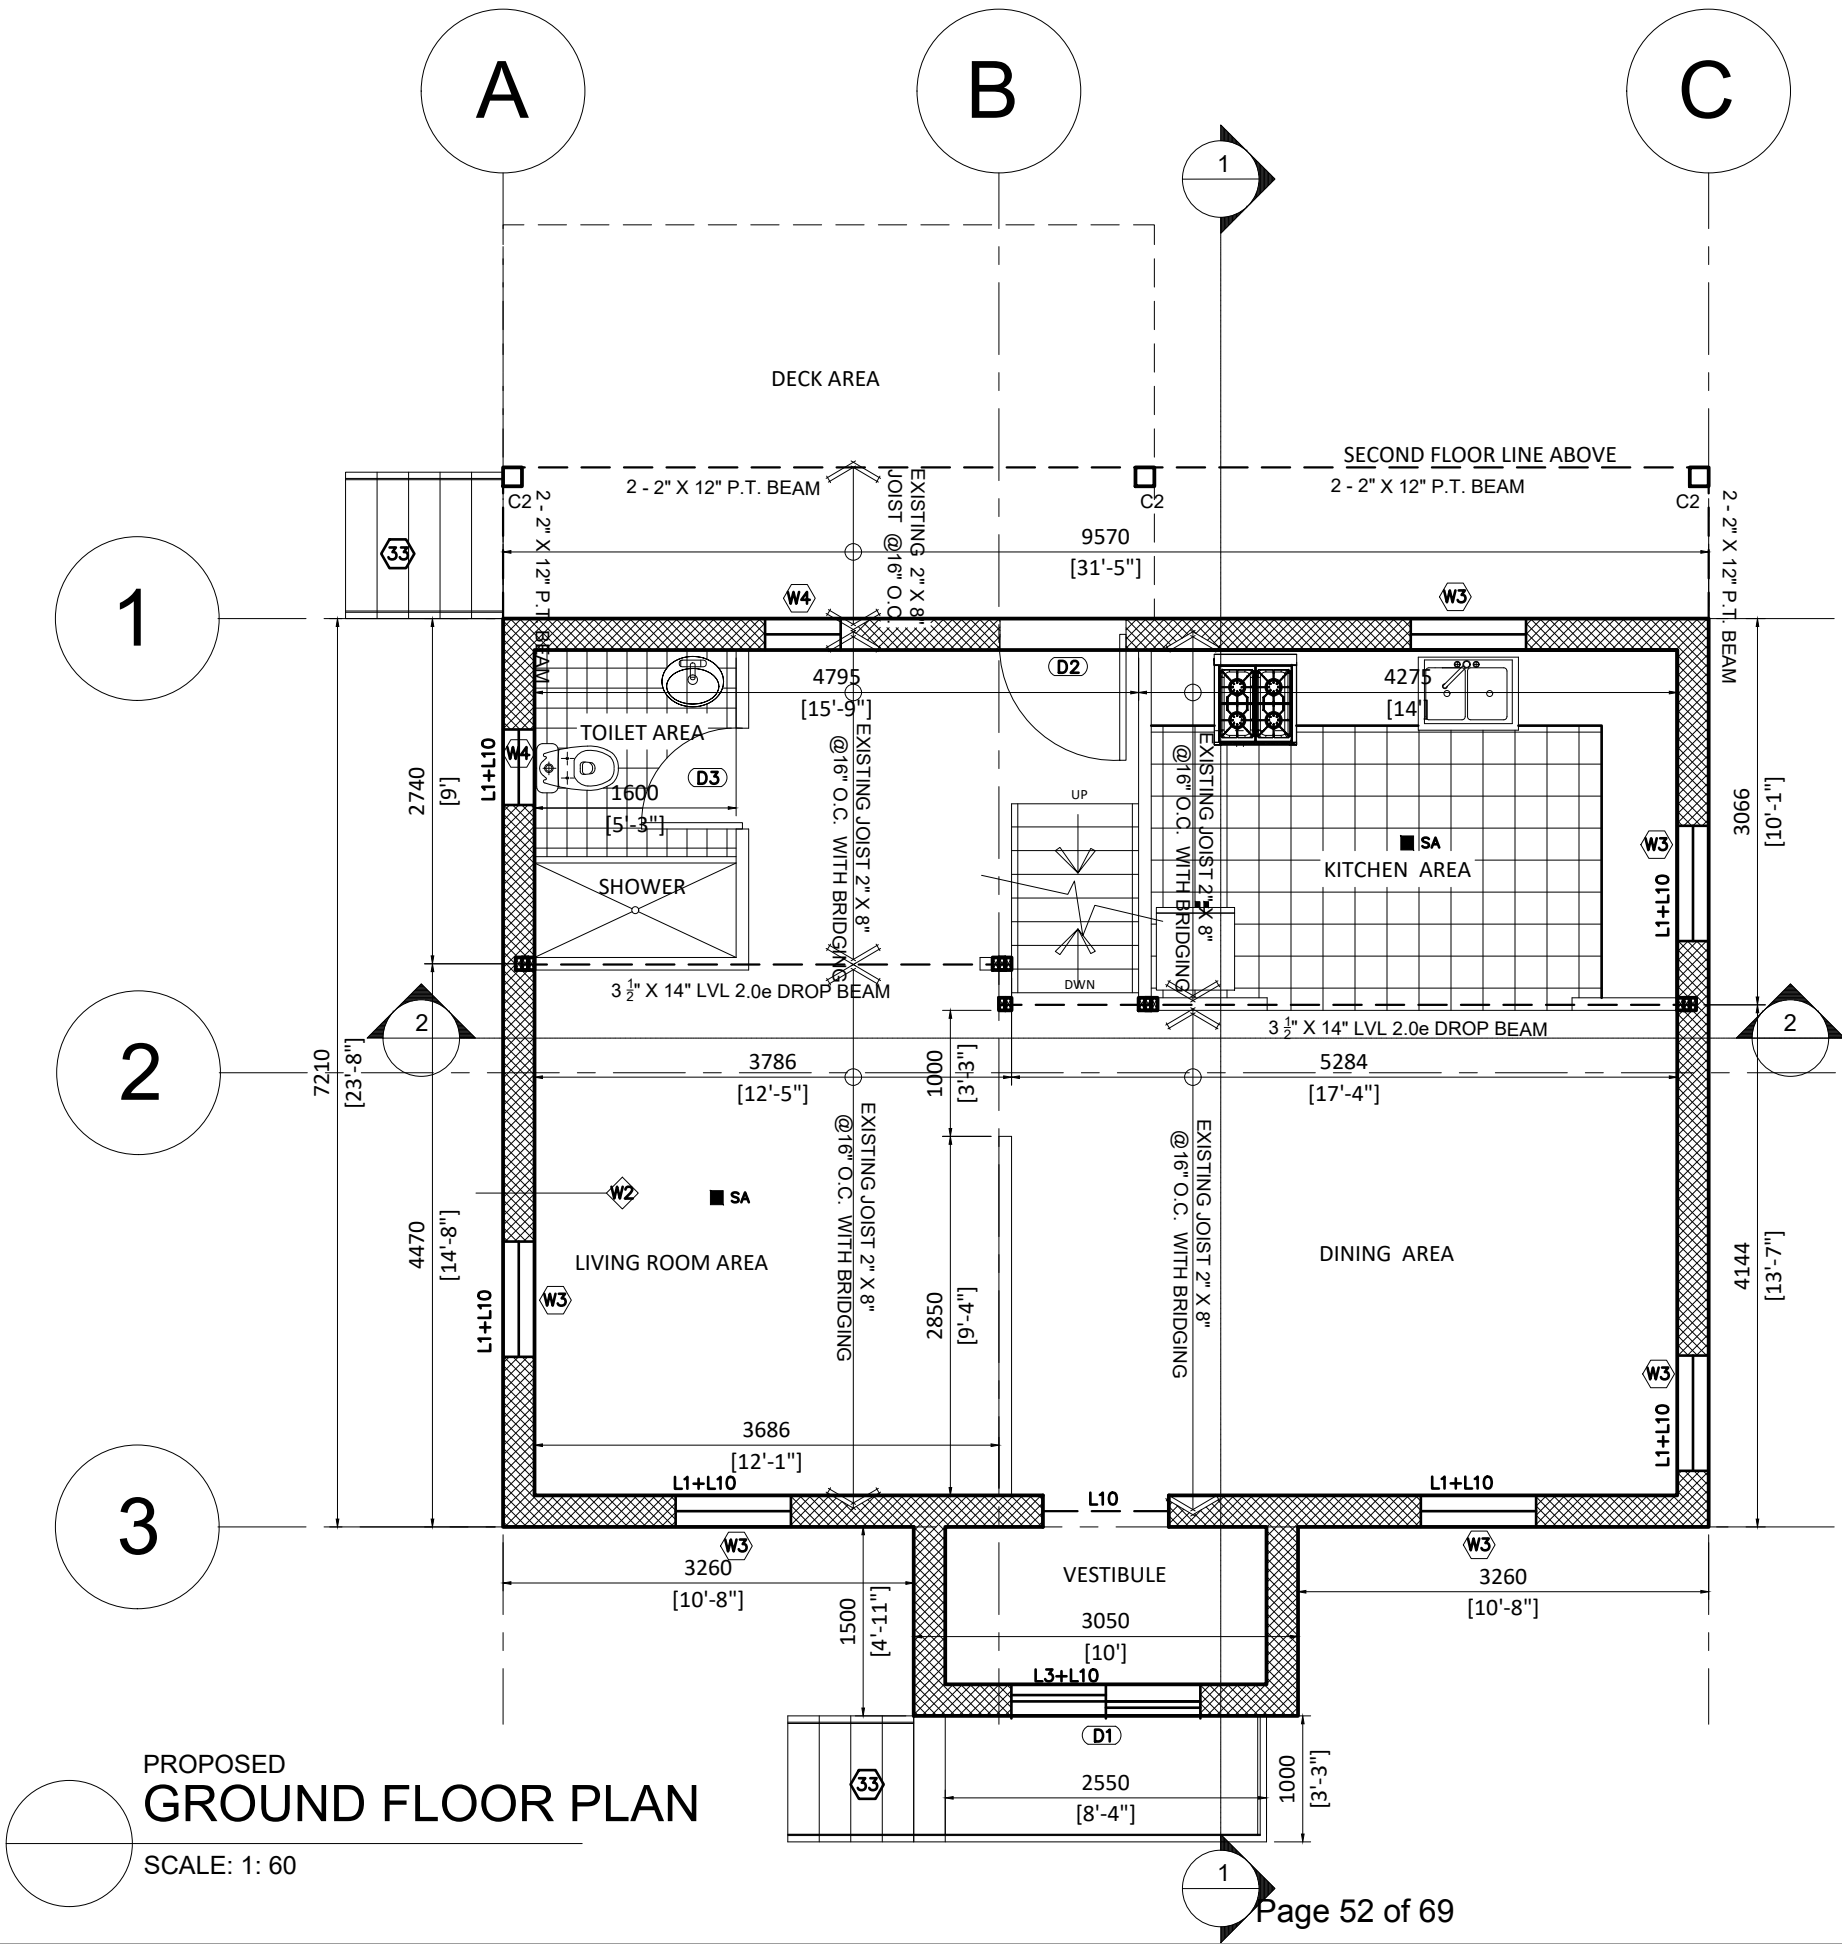 A
B
C
1
DECK AREA
SECOND FLOOR LINE ABOVE
2 - 2" X 12" P.T. BEAM
2 - 2" X 12" P.T. BEAM
C2
C2
C2
2 - 2" X 12" P.T. BEAM
EXISTING 2" X 8"
JOIST @16" O.C.
2 - 2" X 12" P.T. BEAM
33
9570
[31'-5"]
1
W4
W3
D2
4795
[15'-9"]
4275
[14']
TOILET AREA
L1+L10
W4
D3
1600
[5'-3"]
2740
[9']
EXISTING JOIST 2" X 8"
@16" O.C. WITH BRIDGING
EXISTING JOIST 2" X 8"
@16" O.C. WITH BRIDGING
UP
SA
KITCHEN AREA
W3
L1+L10
3066
[10'-1"]
SHOWER
DWN
3 ½" X 14" LVL 2.0e DROP BEAM
3 ½" X 14" LVL 2.0e DROP BEAM
2
2
2
7210
[23'-8"]
3786
[12'-5"]
1000
[3'-3"]
5284
[17'-4"]
EXISTING JOIST 2" X 8"
@16" O.C. WITH BRIDGING
EXISTING JOIST 2" X 8"
@16" O.C. WITH BRIDGING
W2
SA
4470
[14'-8"]
LIVING ROOM AREA
DINING AREA
4144
[13'-7"]
L1+L10
W3
2850
[9'-4"]
W3
L1+L10
3686
[12'-1"]
L1+L10
L10
L1+L10
3
W3
W3
3260
[10'-8"]
1500
[4'-11"]
VESTIBULE
3260
[10'-8"]
3050
[10']
L3+L10
D1
33
2550
[8'-4"]
1000
[3'-3"]
PROPOSED
GROUND FLOOR PLAN
SCALE: 1: 60
1
Page 52 of 69